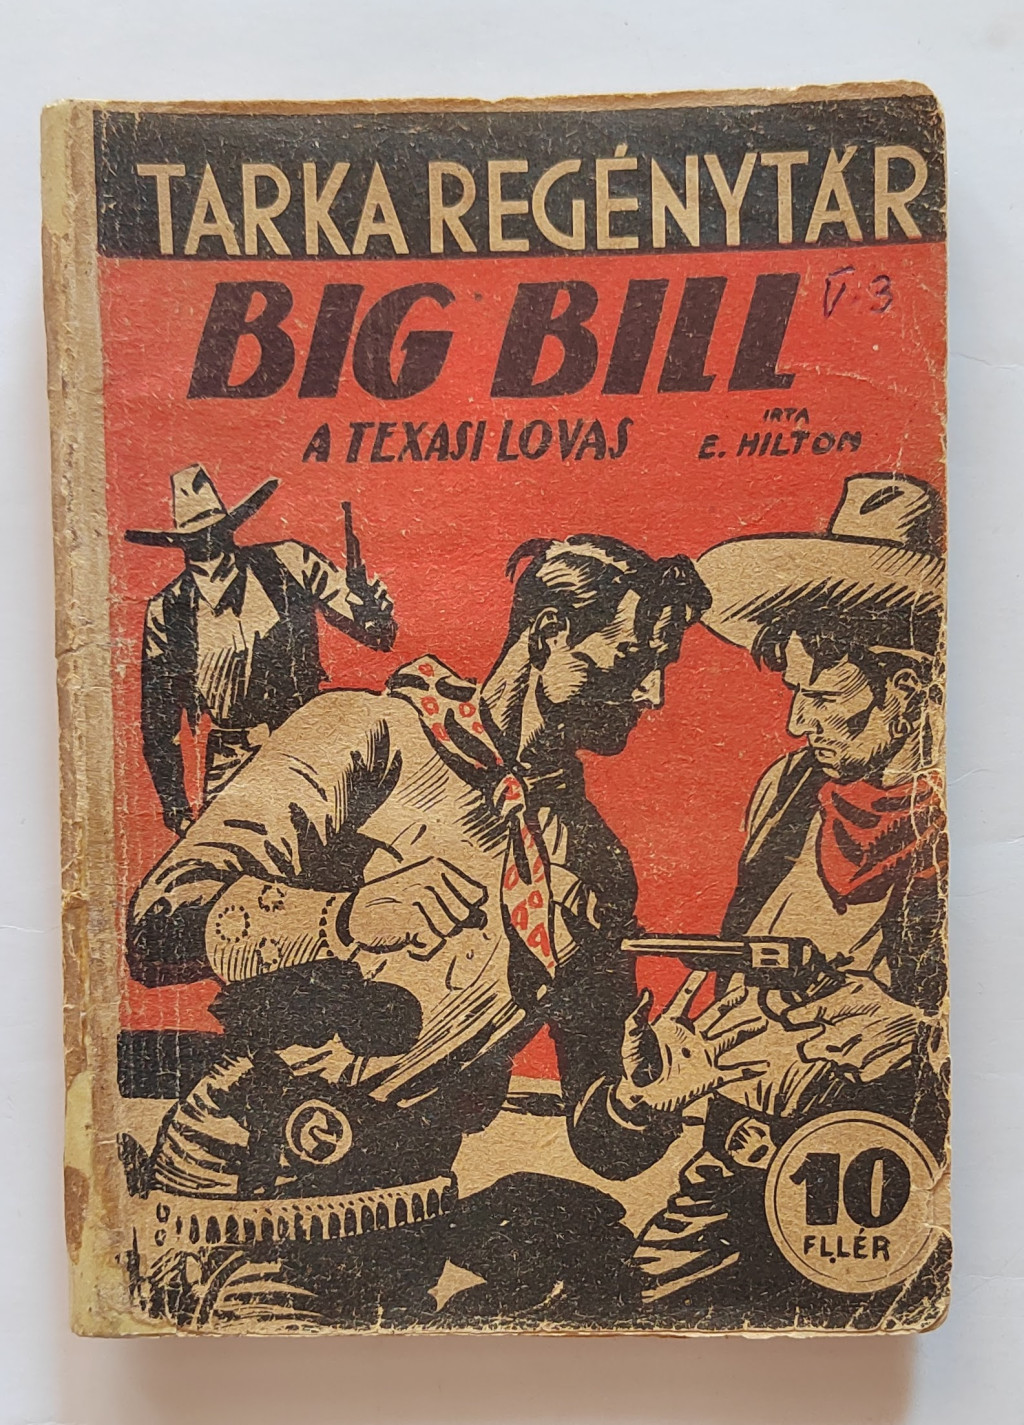 TARKA REGÉNYTÁR
BIG BILL
V. 3
A TEXASI LOVAS
IRTA
E. HILTON
10
FILLÉR